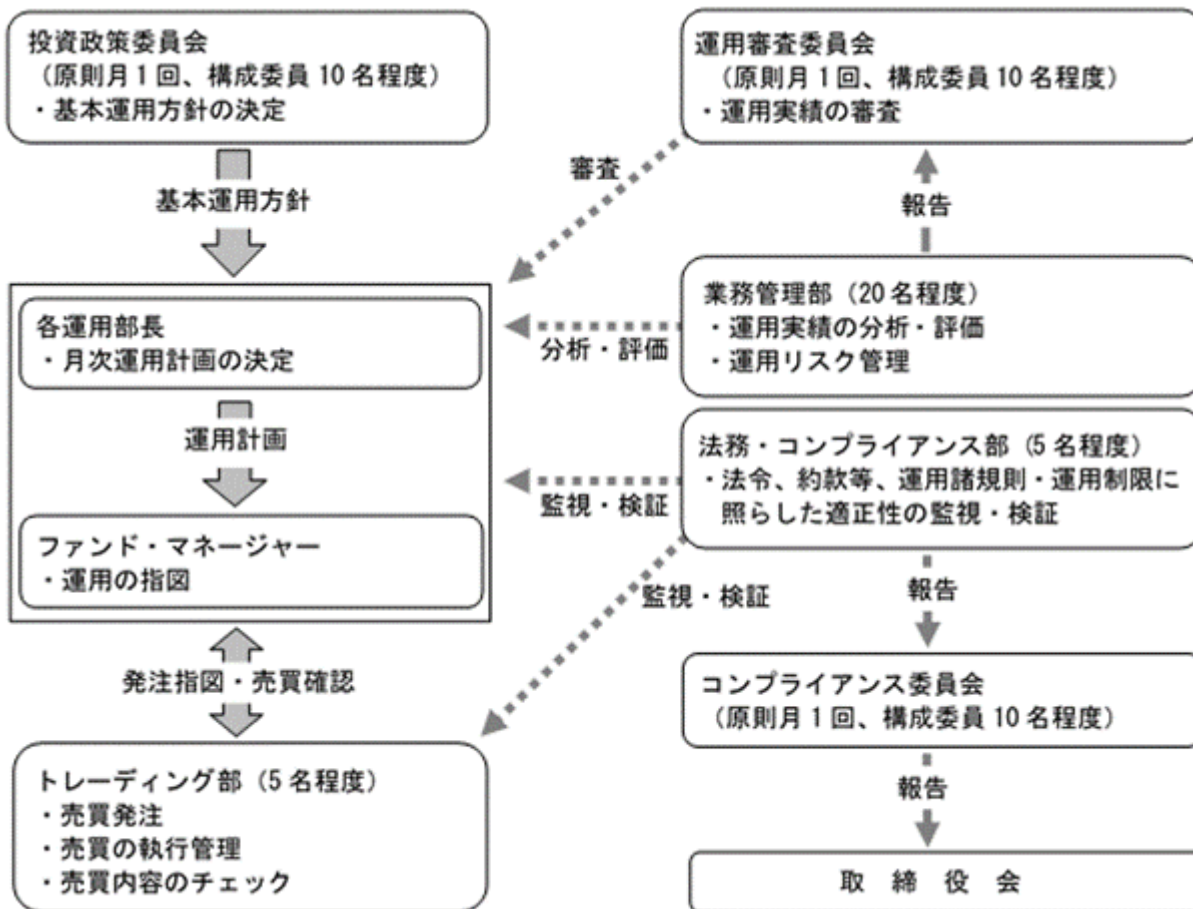 投資政策委員会
（原則月1回、構成委員10名程度）
・基本運用方針の決定
基本運用方針
各運用部長
・月次運用計画の決定
運用計画
ファンド・マネージャー
・運用の指図
発注指図・売買確認
トレーディング部（5名程度）
・売買発注
・売買の執行管理
・売買内容のチェック
審査
分析・評価
監視・検証
監視・検証
運用審査委員会
（原則月1回、構成委員10名程度）
・運用実績の審査
報告
業務管理部（20名程度）
・運用実績の分析・評価
・運用リスク管理
法務・コンプライアンス部（5名程度）
・法令、約款等、運用諸規則・運用制限に
照らした適正性の監視・検証
報告
コンプライアンス委員会
（原則月1回、構成委員10名程度）
報告
取 締 役 会